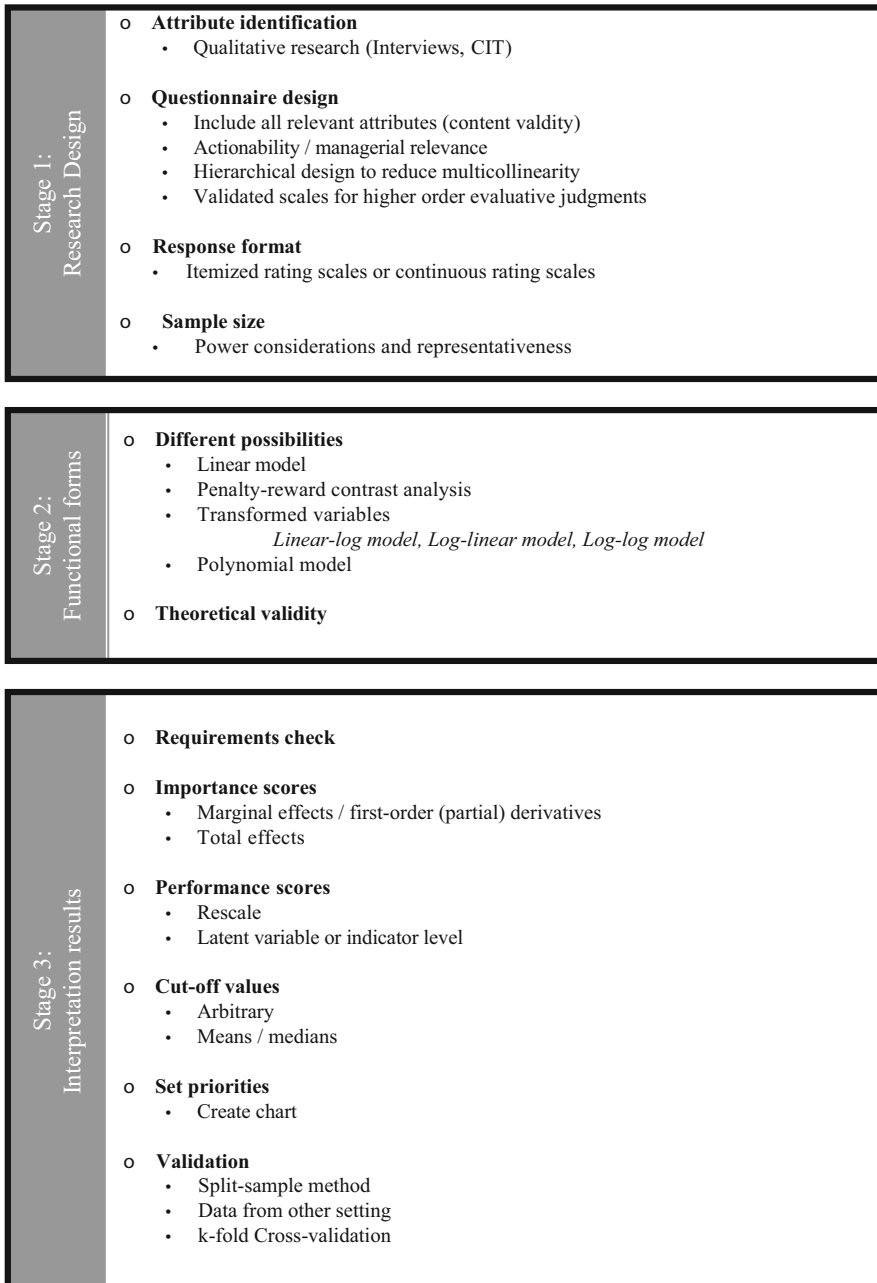 Stage 1:
Research Design
o Attribute identification
• Qualitative research (Interviews, CIT)
o Questionnaire design
• Include all relevant attributes (content valdity)
• Actionability / managerial relevance
• Hierarchical design to reduce multicollinearity
• Validated scales for higher order evaluative judgments
o Response format
• Itemized rating scales or continuous rating scales
o Sample size
• Power considerations and representativeness
Stage 2:
Functional forms
o Different possibilities
• Linear model
• Penalty-reward contrast analysis
• Transformed variables
Linear-log model, Log-linear model, Log-log model
• Polynomial model
o Theoretical validity
Stage 3:
Interpretation results
o Requirements check
o Importance scores
• Marginal effects / first-order (partial) derivatives
• Total effects
o Performance scores
• Rescale
• Latent variable or indicator level
o Cut-off values
• Arbitrary
• Means / medians
o Set priorities
• Create chart
o Validation
• Split-sample method
• Data from other setting
• k-fold Cross-validation